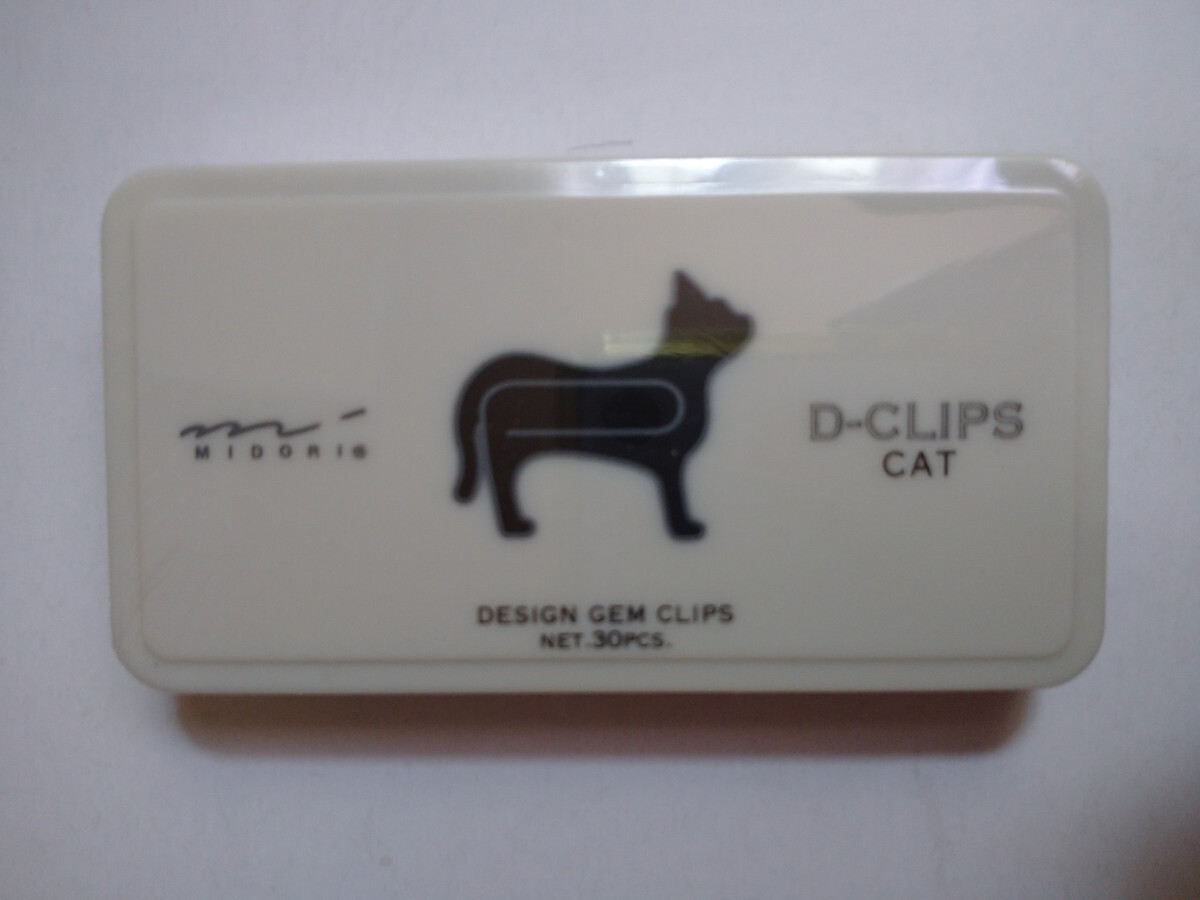 MIDORI®
D-CLIPS
CAT
DESIGN GEM CLIPS
NET.30PCS.